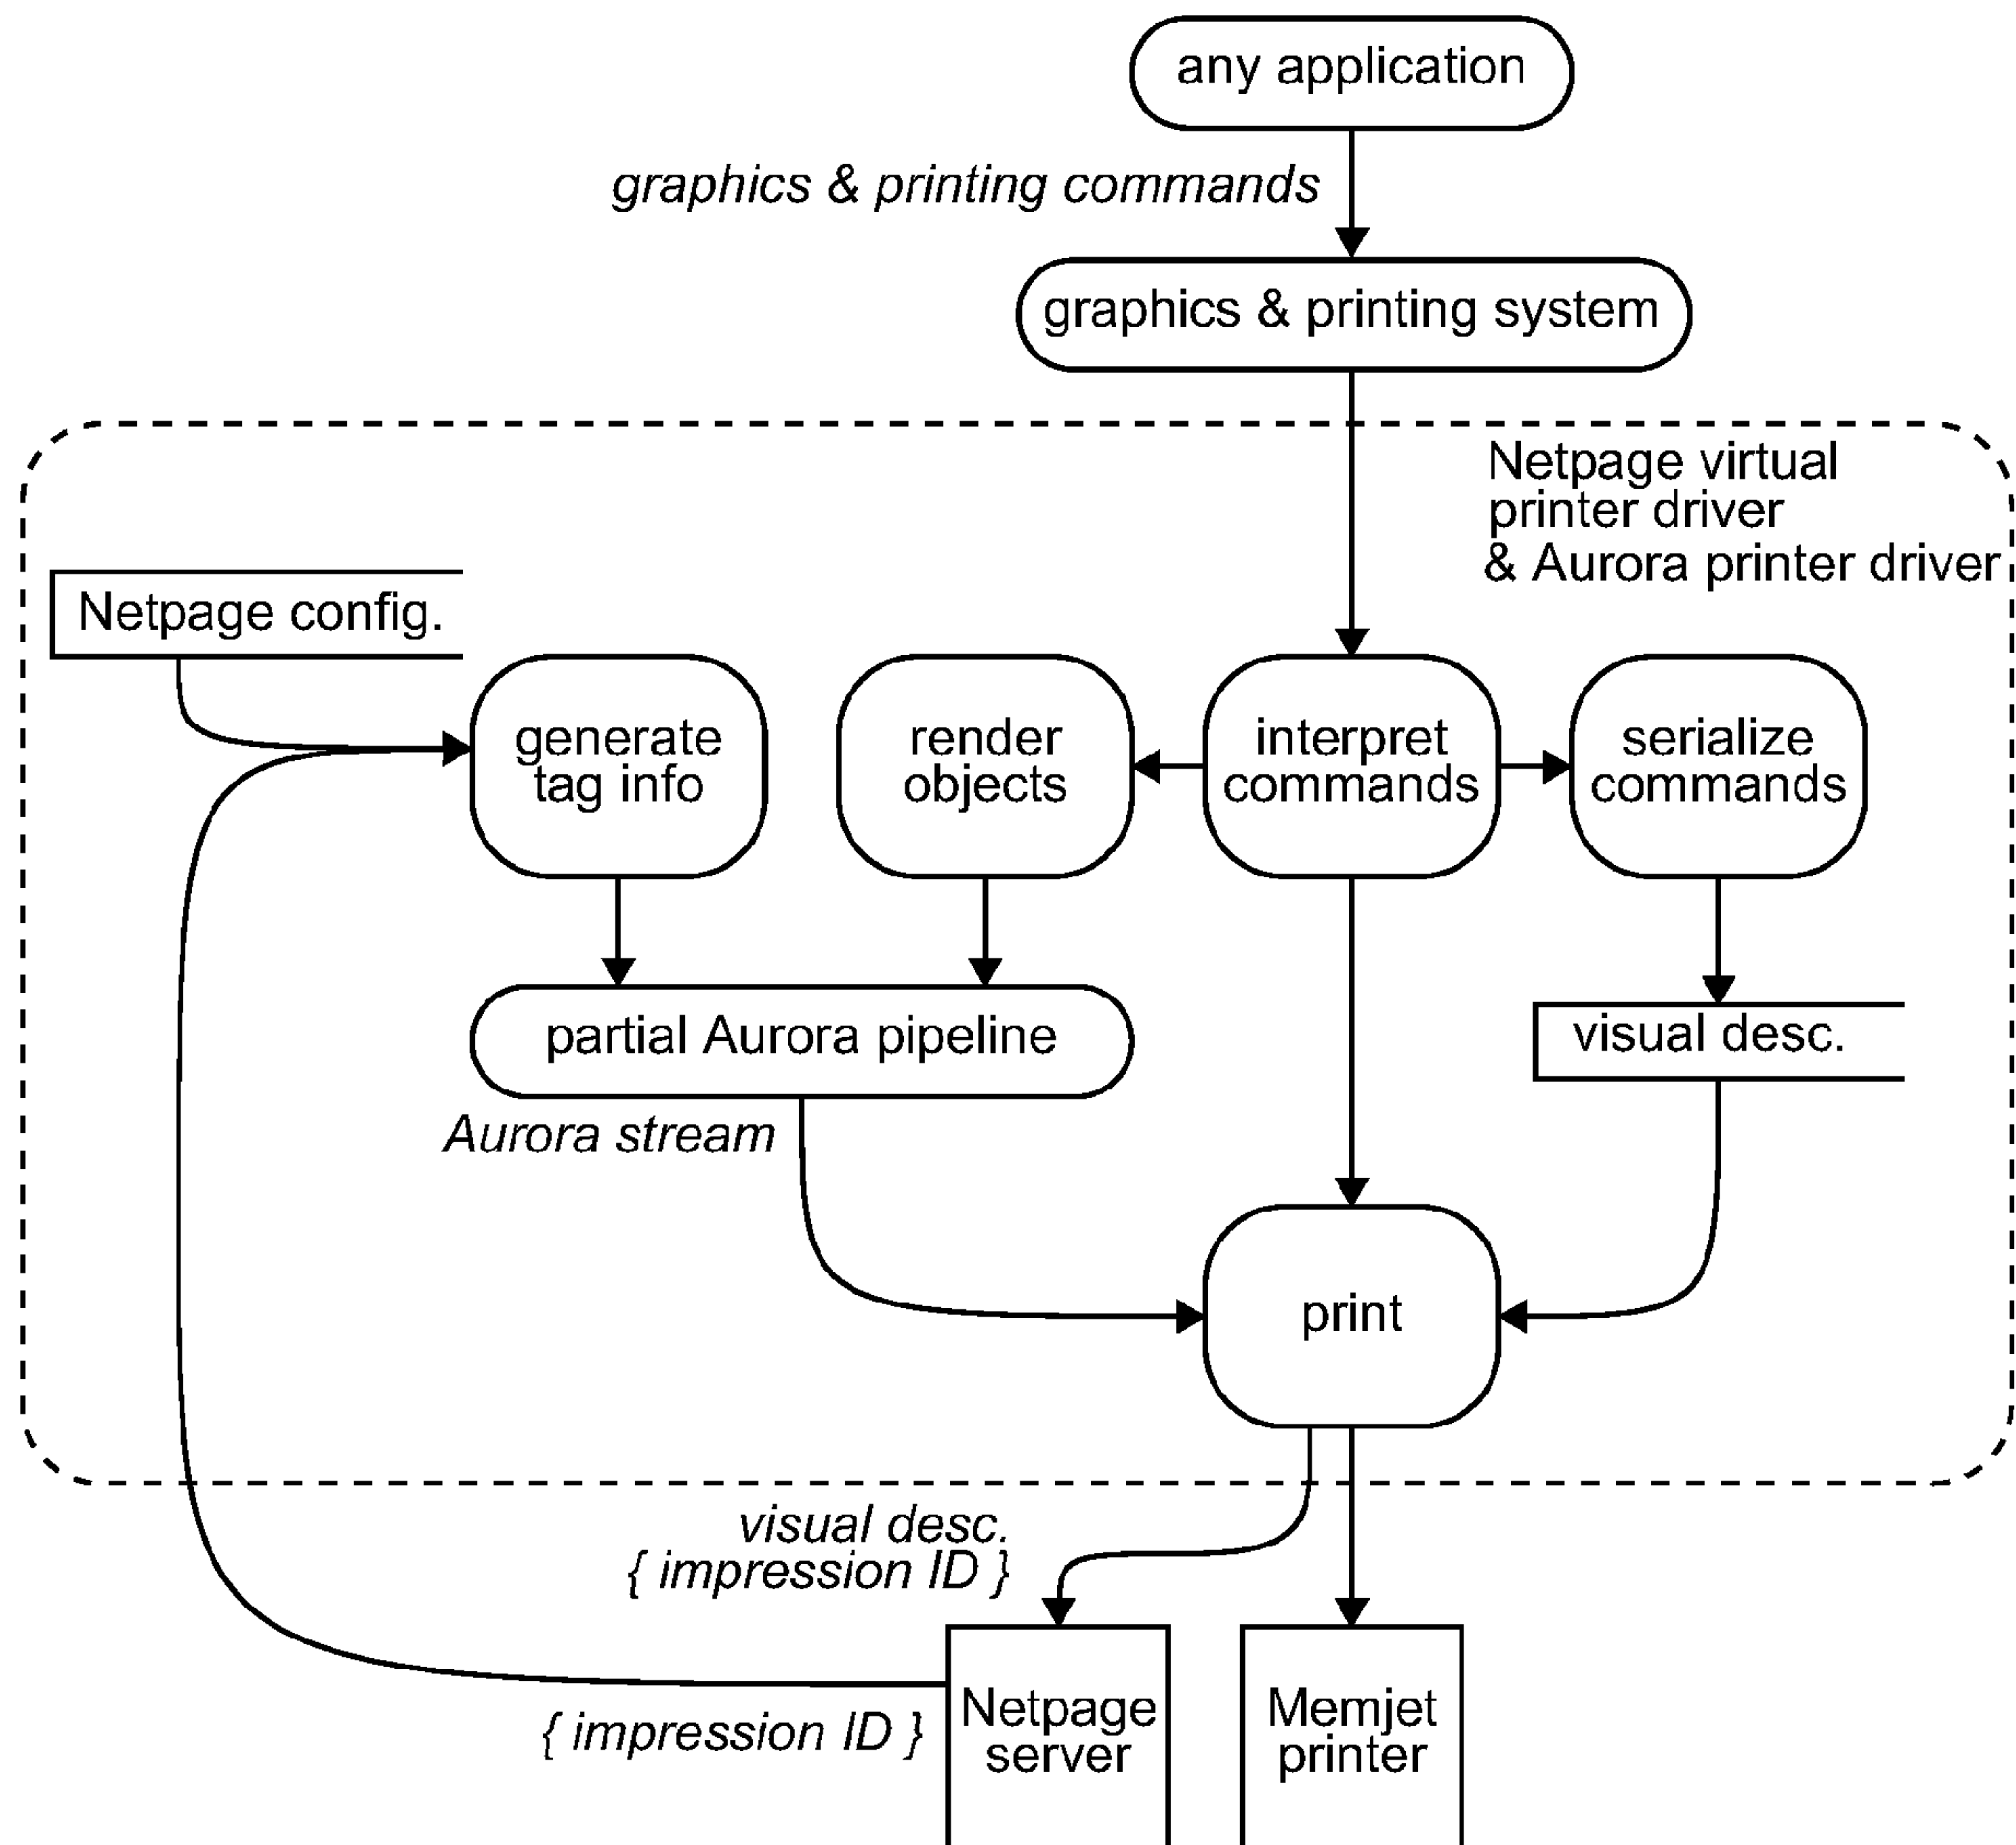 any application
graphics & printing commands
graphics & printing system
Netpage virtual
printer driver
& Aurora printer driver
Netpage config.
generate
tag info
render
objects
interpret
commands
serialize
commands
partial Aurora pipeline
visual desc.
Aurora stream
print
visual desc.
{ impression ID }
{ impression ID }
Netpage
server
Memjet
printer